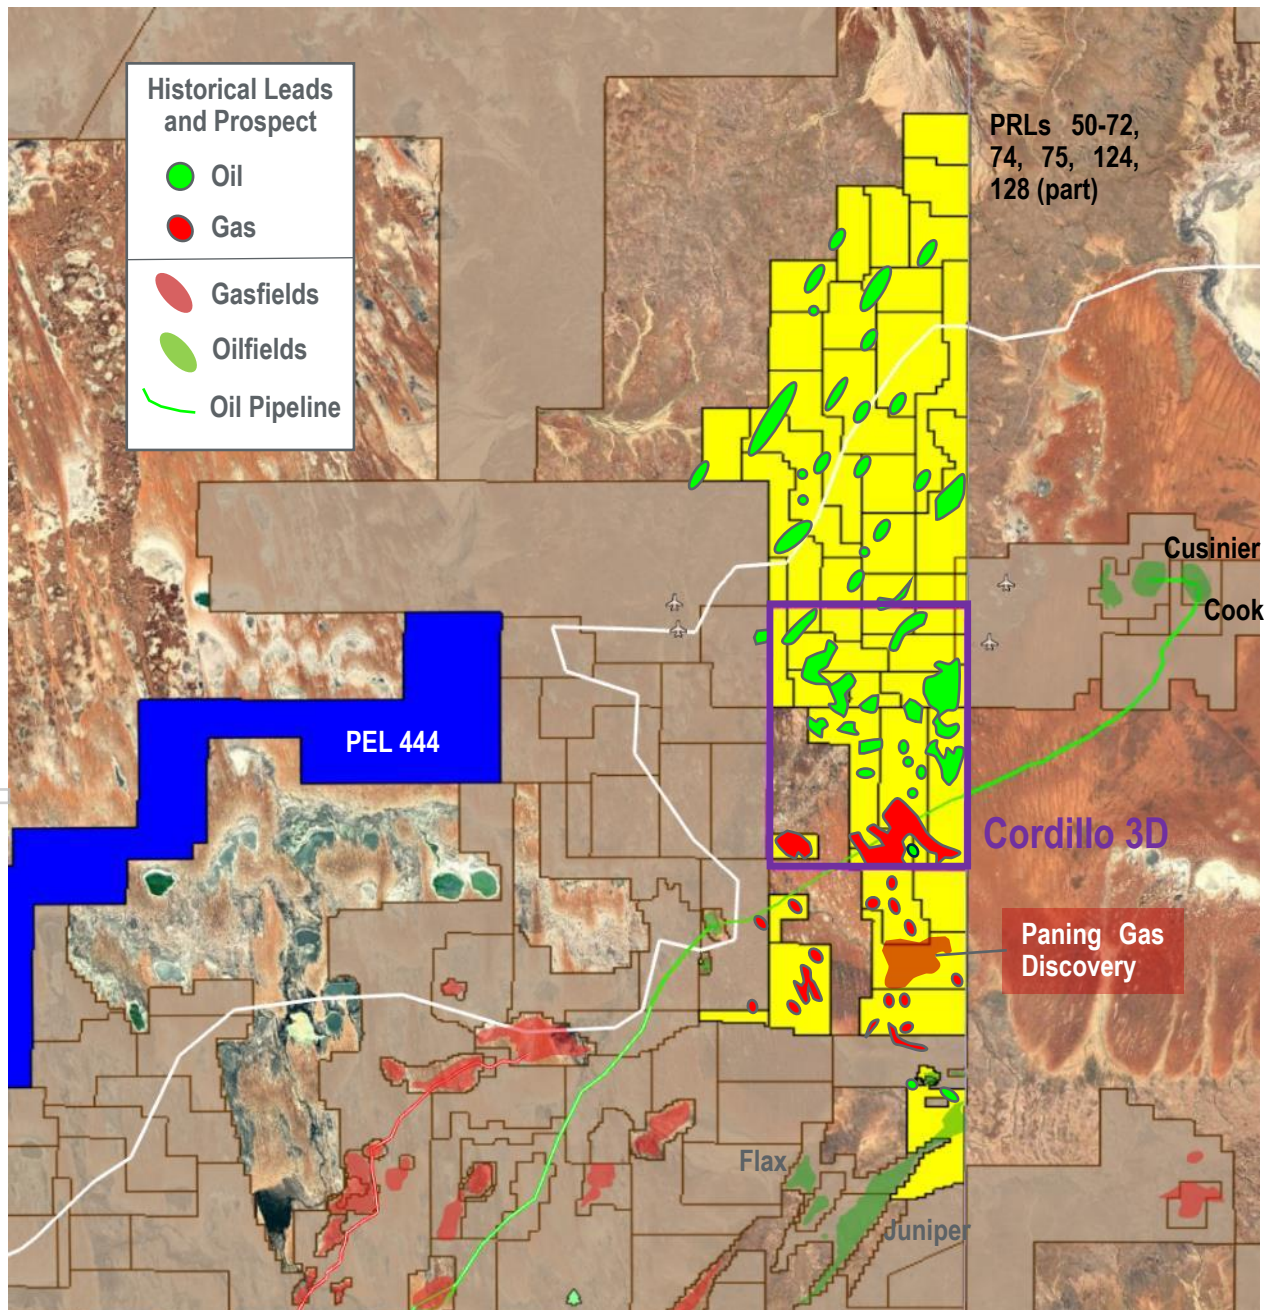 Historical Leads
and Prospect
Oil
Gas
Gasfields
Oilfields
Oil Pipeline
PRLs 50-72,
74, 75, 124,
128 (part)
Cusinier
Cook
PEL 444
Cordillo 3D
Paning Gas
Discovery
Flax
Juniper